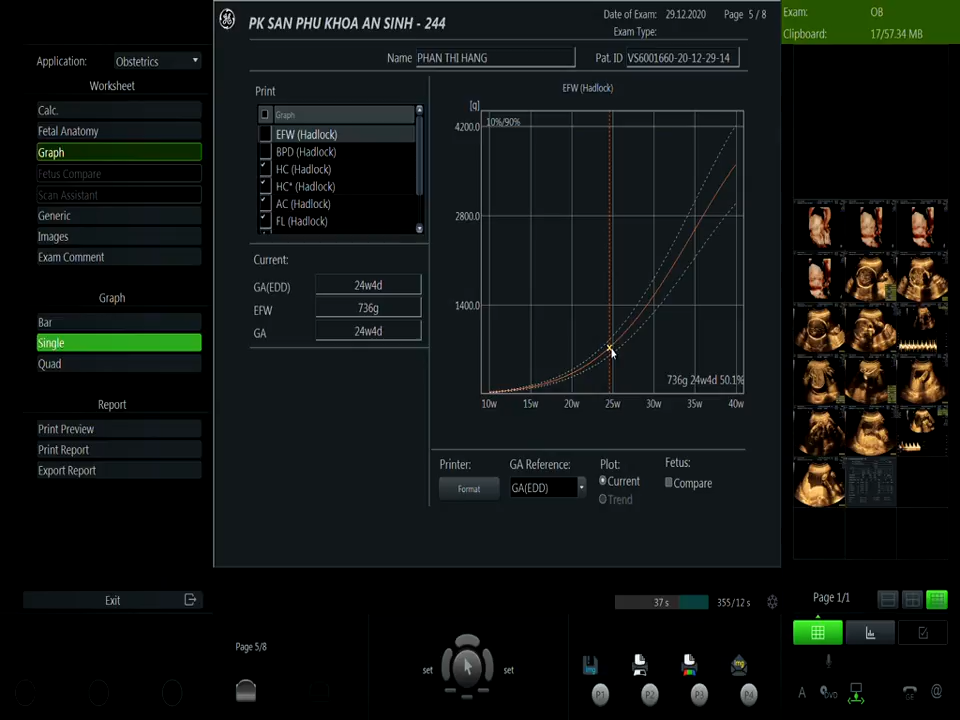 PK SAN PHU KHOA AN SINH - 244
Date of Exam: 29.12.2020 Page 5 / 8
Exam Type:
Exam: OB
Clipboard: 17/57.34 MB
Name PHAN THI HANG Pat. ID VS6001660-20-12-29-14
Application: Obstetrics
Worksheet
Calc.
Fetal Anatomy
Graph
Fetus Compare
Scan Assistant
Generic
Images
Exam Comment
Graph
Bar
Single
Quad
Report
Print Preview
Print Report
Export Report
Exit
Print
Graph
EFW (Hadlock)
BPD (Hadlock)
HC (Hadlock)
HC* (Hadlock)
AC (Hadlock)
FL (Hadlock)
Current:
GA(EDD) 24w4d
EFW 736g
GA 24w4d
EFW (Hadlock)
[g]
10%/90%
4200.0
2800.0
1400.0
736g 24w4d 50.1%
10w 15w 20w 25w 30w 35w 40w
Printer: GA Reference: Plot: Fetus:
Format GA(EDD) Current Compare
Trend
37 s 355/12 s
Page 1/1
Page 5/8
set set
Img
P1 P2 P3 P4
A DVD @